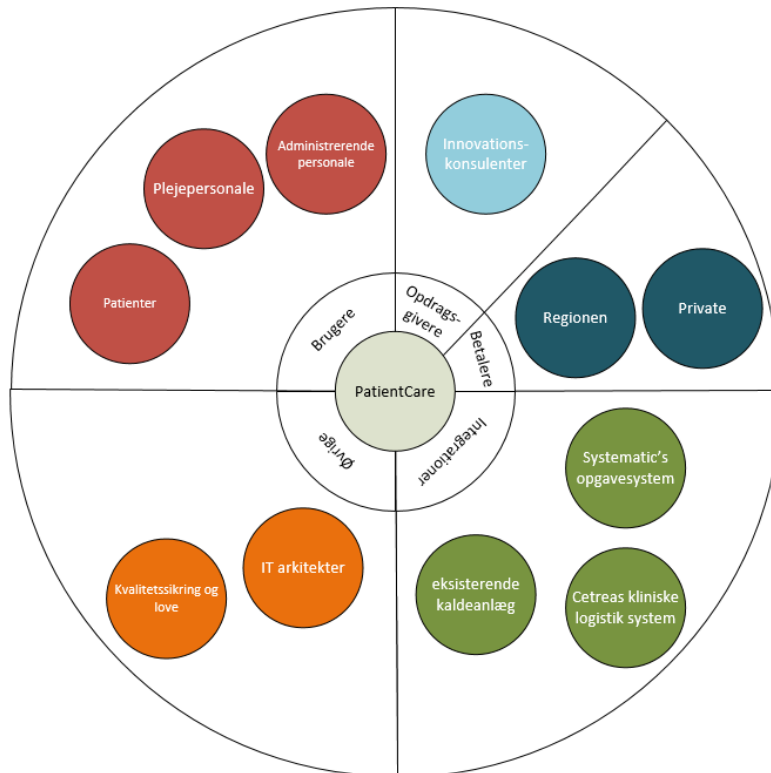 Administrerende
personale
Plejepersonale
Patienter
Innovations-
konsulenter
Regionen
Private
Brugere
Opdrags-
givere
Betalere
PatientCare
Øvrige
Integrationer
Systematic's
opgavesystem
eksisterende
kaldeanlæg
Cetreas kliniske
logistik system
IT arkitekter
Kvalitetssikring og
love